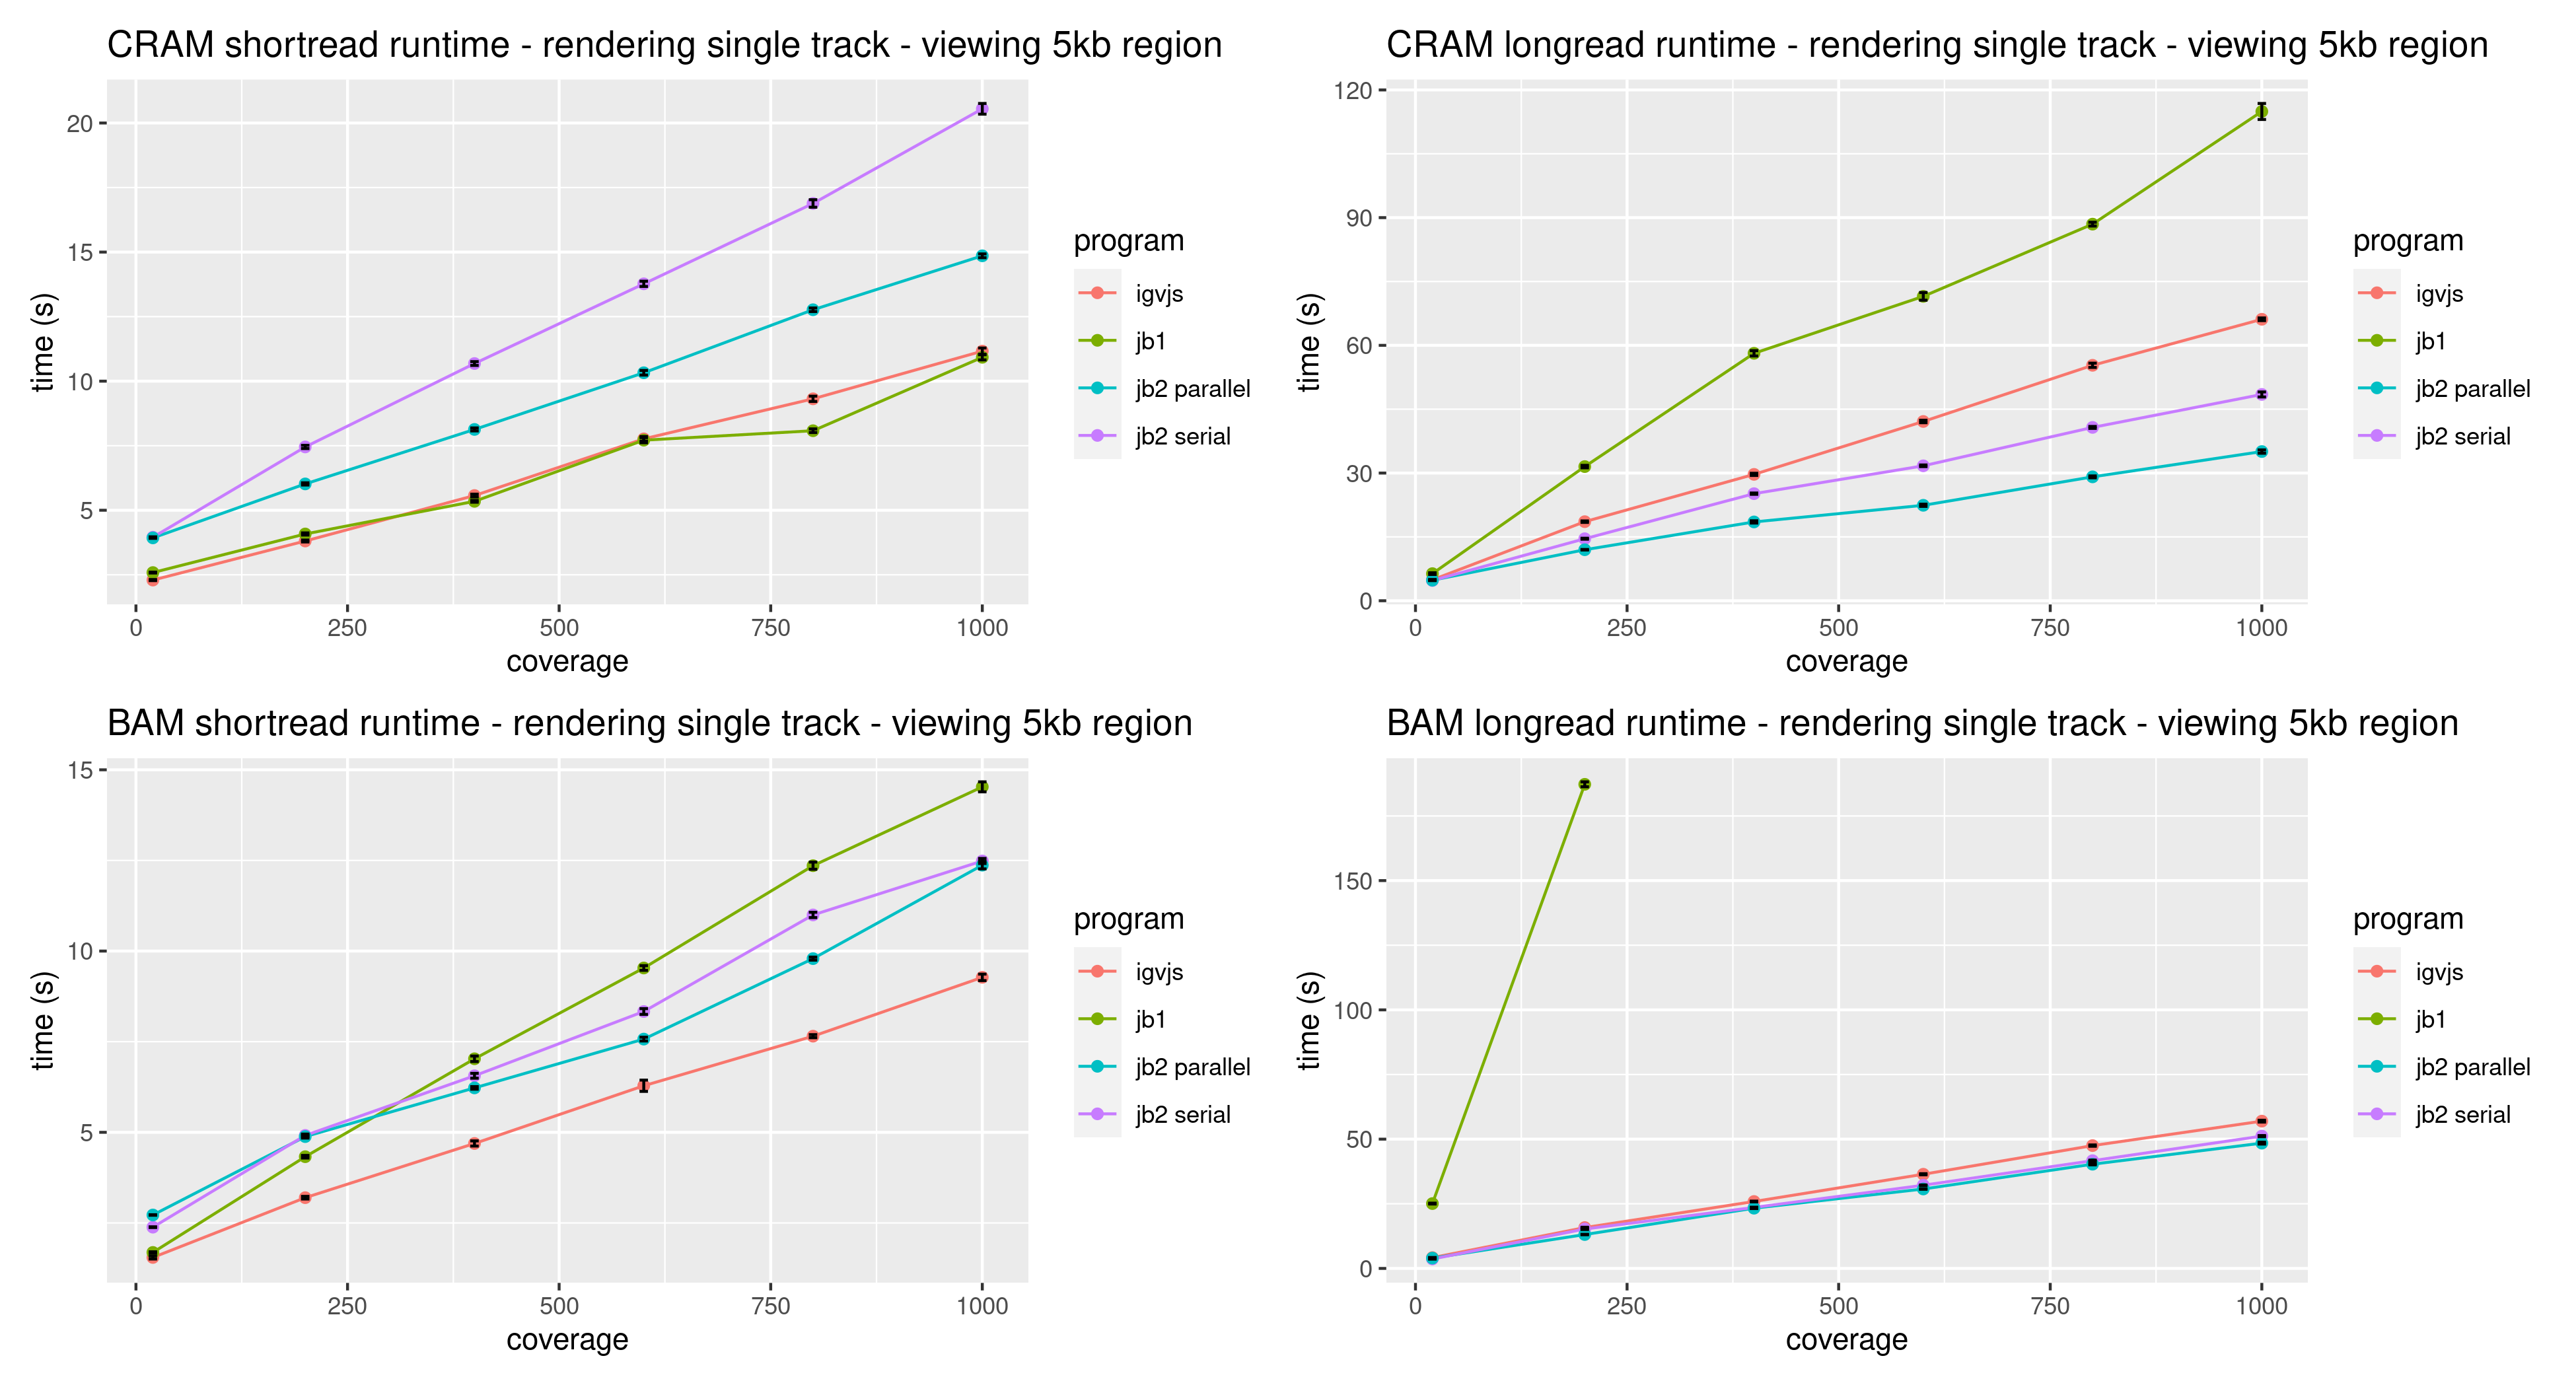 CRAM shortread runtime - rendering single track - viewing 5kb region
20
15
10
5
time (s)
0 250 500 750 1000
coverage
program
igvjs
jb1
jb2 parallel
jb2 serial
CRAM longread runtime - rendering single track - viewing 5kb region
120
90
60
30
0
time (s)
0 250 500 750 1000
coverage
program
igvjs
jb1
jb2 parallel
jb2 serial
BAM shortread runtime - rendering single track - viewing 5kb region
15
10
5
time (s)
0 250 500 750 1000
coverage
program
igvjs
jb1
jb2 parallel
jb2 serial
BAM longread runtime - rendering single track - viewing 5kb region
150
100
50
0
time (s)
0 250 500 750 1000
coverage
program
igvjs
jb1
jb2 parallel
jb2 serial